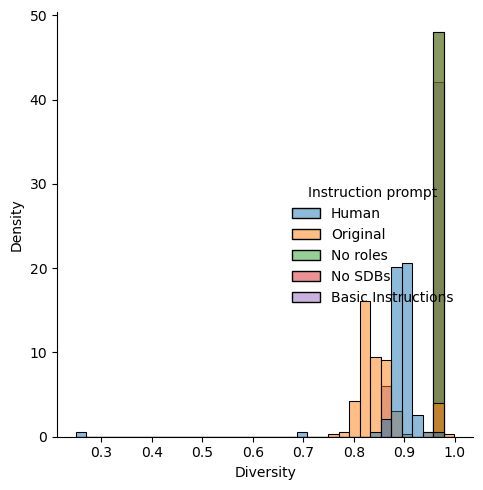 50
40
30
20
10
0
Density
Instruction prompt
Human
Original
No roles
No SDBs
Basic Instructions
0.3 0.4 0.5 0.6 0.7 0.8 0.9 1.0
Diversity